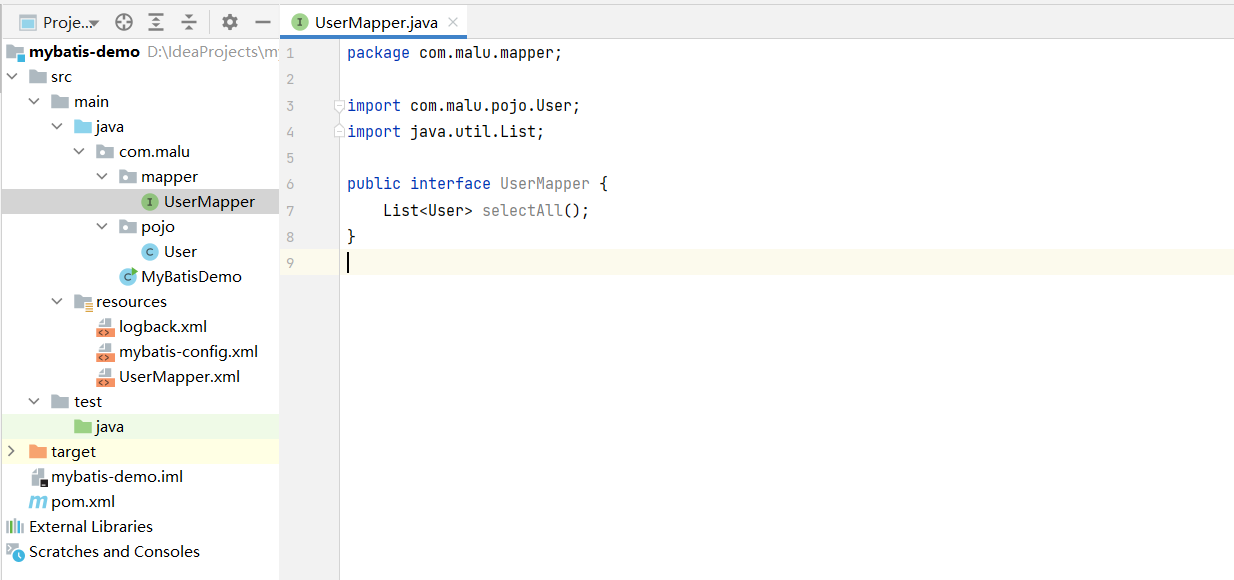 Proje...
UserMapper.java
mybatis-demo D:\IdeaProjects\m
src
main
java
com.malu
mapper
UserMapper
pojo
User
MyBatisDemo
resources
logback.xml
mybatis-config.xml
UserMapper.xml
test
java
target
mybatis-demo.iml
pom.xml
External Libraries
Scratches and Consoles
1 package com.malu.mapper;
2
3 import com.malu.pojo.User;
4 import java.util.List;
5
6 public interface UserMapper {
7 List<User> selectAll();
8 }
9